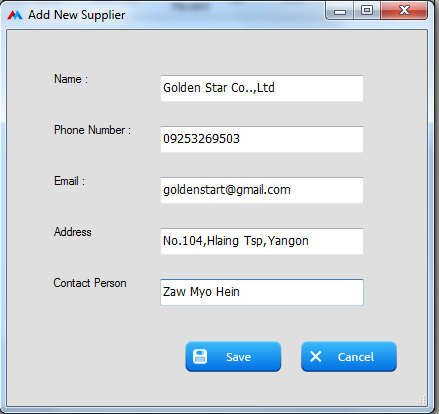 Add New Supplier
Name : Golden Star Co..,Ltd
Phone Number : 09253269503
Email : goldenstart@gmail.com
Address No.104,Hlaing Tsp,Yangon
Contact Person Zaw Myo Hein
Save Cancel